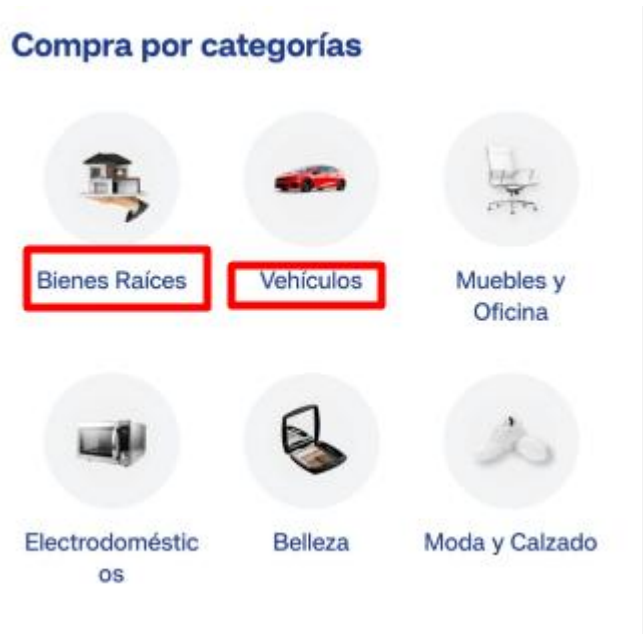 Compra por categorías
Bienes Raíces Vehículos Muebles y
Oficina
Electrodoméstic Belleza Moda y Calzado
os